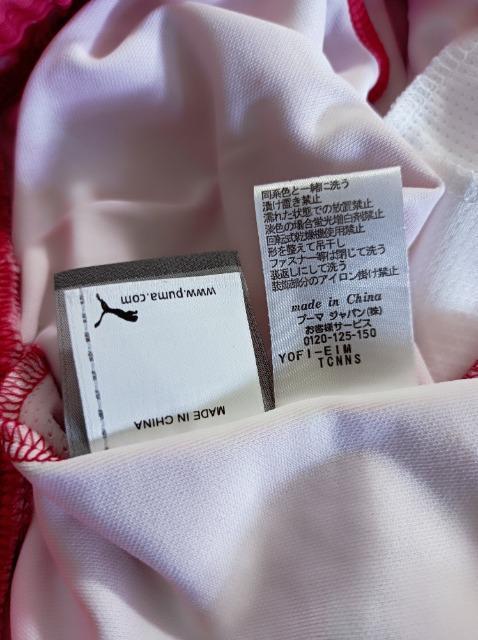 同系色と一緒に洗う
漬け置き禁止
濡れた状態での放置禁止
淡色の場合蛍光増白剤禁止
回転式乾燥機使用禁止
形を整えて吊干し
ファスナー等は閉じて洗う
裏返しにして洗う
装飾部分のアイロン掛け禁止
made in China
プーマ ジャパン(株)
お客様サービス
0120-125-150
YOFI-EIM
TCNNS
MADE IN CHINA
www.puma.com